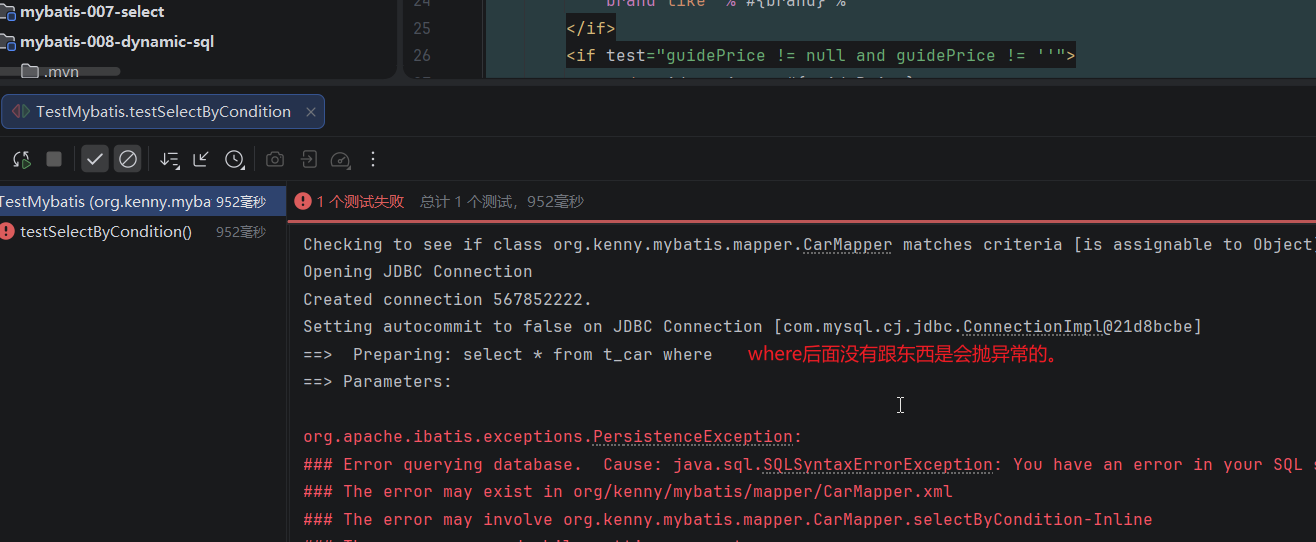 mybatis-007-select
mybatis-008-dynamic-sql
.mvn
24 brand like "%"#{brand}"%"
25 </if>
26 <if test="guidePrice != null and guidePrice != ''">
TestMybatis.testSelectByCondition
TestMybatis (org.kenny.myba 952毫秒
testSelectByCondition() 952毫秒
1 个测试失败 总计 1 个测试，952毫秒
Checking to see if class org.kenny.mybatis.mapper.CarMapper matches criteria [is assignable to Object]
Opening JDBC Connection
Created connection 567852222.
Setting autocommit to false on JDBC Connection [com.mysql.cj.jdbc.ConnectionImpl@21d8bcbe]
==>  Preparing: select * from t_car where where后面没有跟东西是会抛异常的。
==> Parameters:
org.apache.ibatis.exceptions.PersistenceException:
### Error querying database.  Cause: java.sql.SQLSyntaxErrorException: You have an error in your SQL
### The error may exist in org/kenny/mybatis/mapper/CarMapper.xml
### The error may involve org.kenny.mybatis.mapper.CarMapper.selectByCondition-Inline